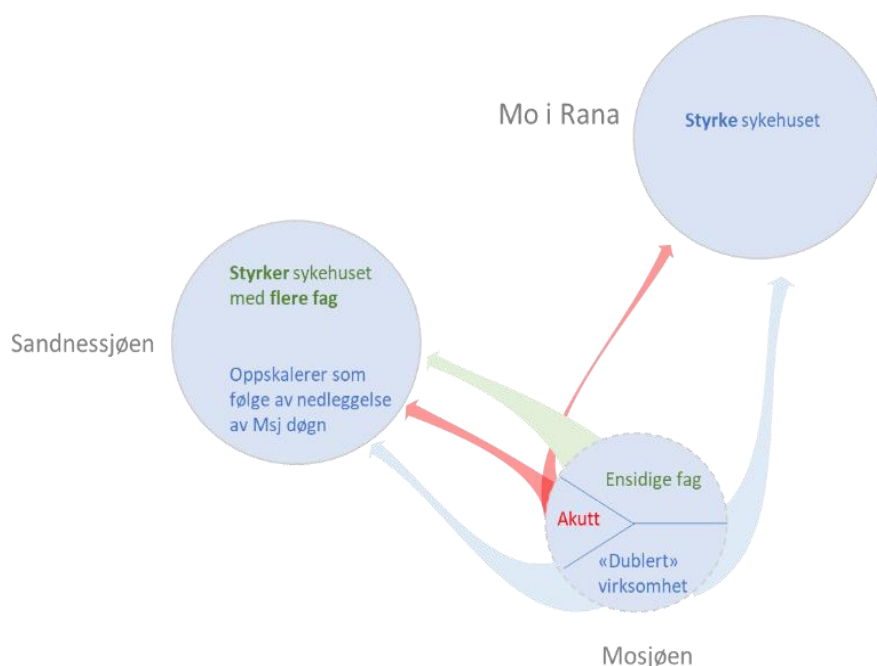 Mo i Rana
Styrke sykehuset
Sandnessjøen
Styrker sykehuset
med flere fag
Oppskalerer som
følge av nedleggelse
av Msj døgn
Ensidige fag
Akutt
«Dublert»
virksomhet
Mosjøen